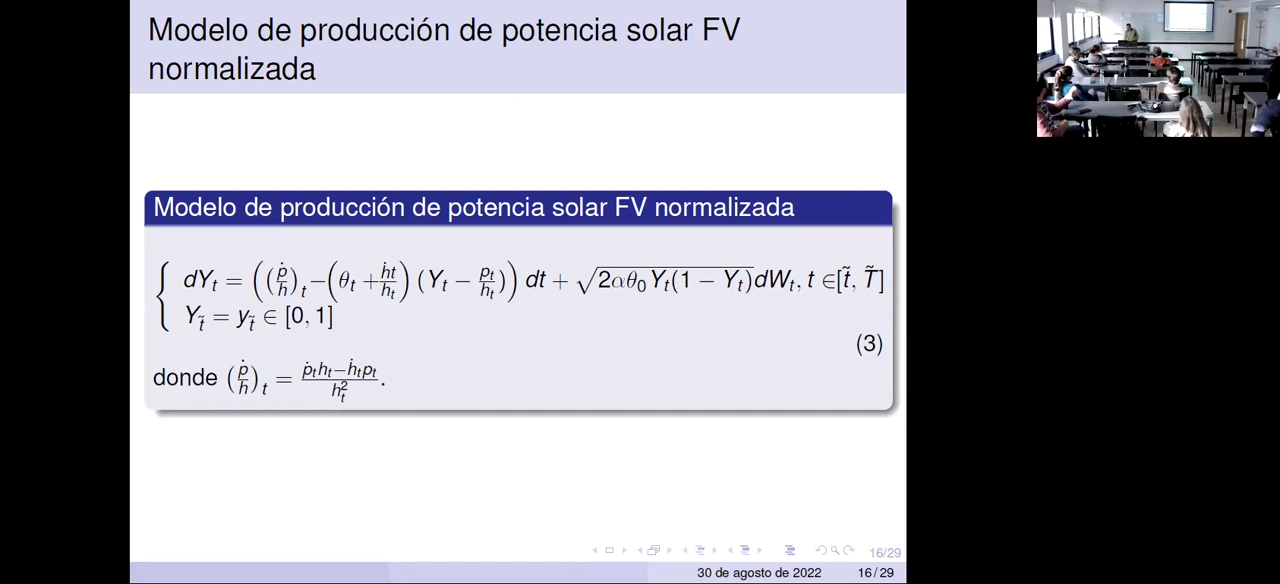 Modelo de producción de potencia solar FV
normalizada
Modelo de producción de potencia solar FV normalizada
{ dY_t = ( (ṗ/h)_t − ( θ_t + ḣt/h_t ) (Y_t − p_t/h_t) ) dt + √(2αθ_0 Y_t(1 − Y_t)) dW_t, t ∈ [t̃, T̃]
Y_t̃ = y_t̃ ∈ [0, 1]
(3)
donde (ṗ/h)_t = (ṗ_t h_t − ḣ_t p_t)/h_t^2.
16/29
30 de agosto de 2022 16 / 29